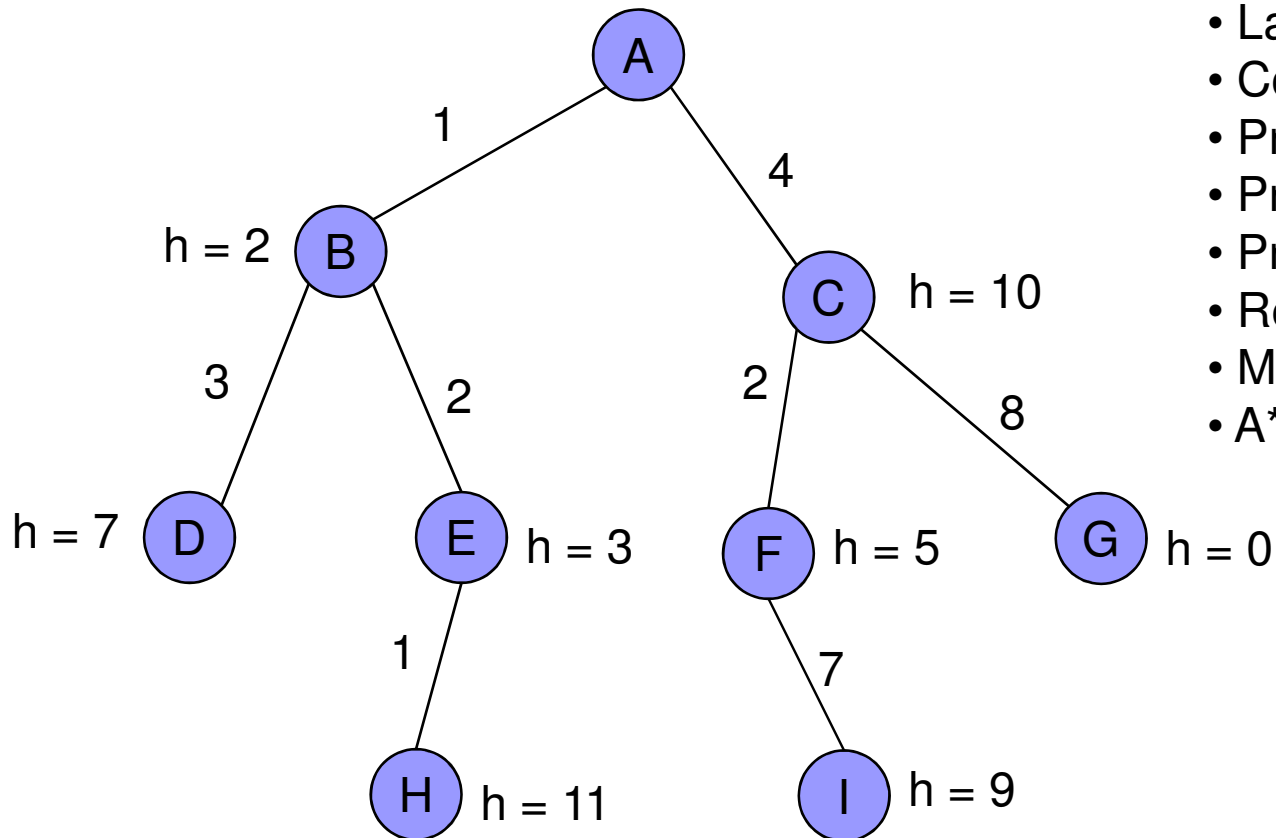 A
1
4
h = 2
B
C
h = 10
3
2
2
8
h = 7
D
E
h = 3
F
h = 5
G
h = 0
1
7
H
h = 11
I
h = 9
•
•
•
•
•
•
•
• A*